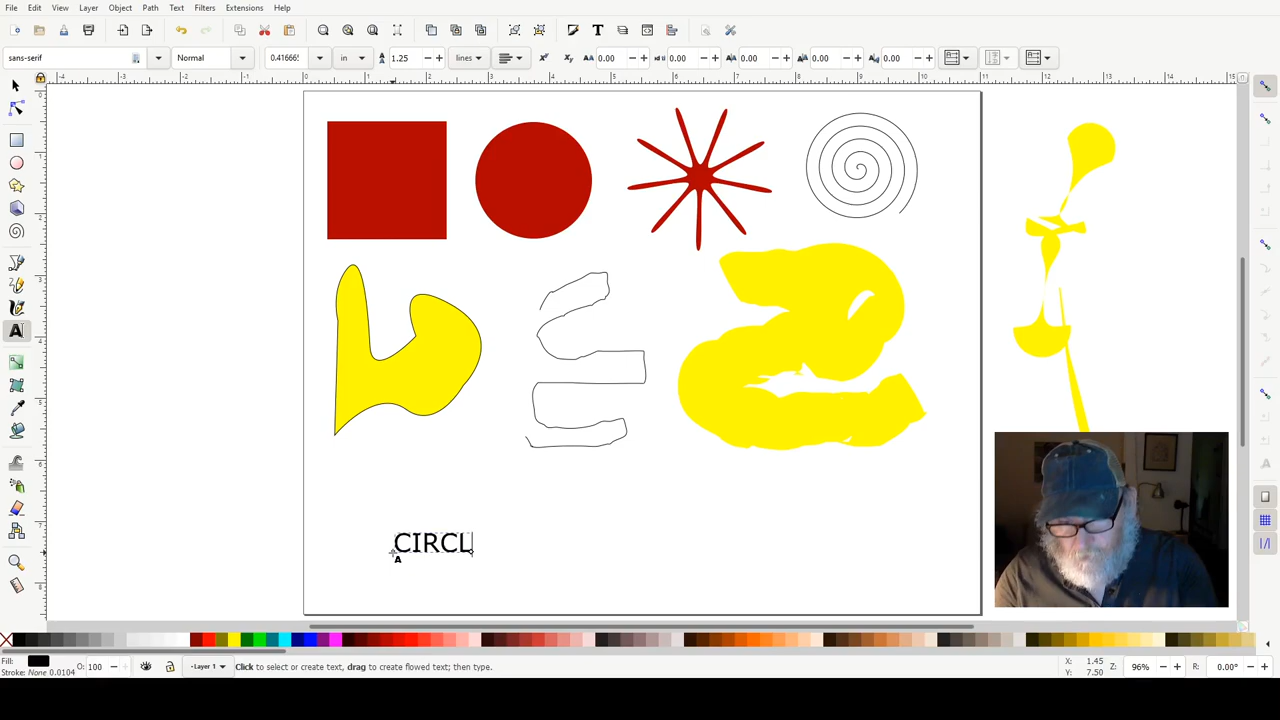 File Edit View Layer Object Path Text Filters Extensions Help
sans-serif Normal 0.41666! in 1.25 lines 0.00 0.00 0.00 0.00 0.00
CIRCL
Fill:
Stroke: None 0.0104
O: 100
-Layer 1
Click to select or create text, drag to create flowed text; then type.
X: 1.45
Y: 7.50
Z: 96%
R: 0.00°